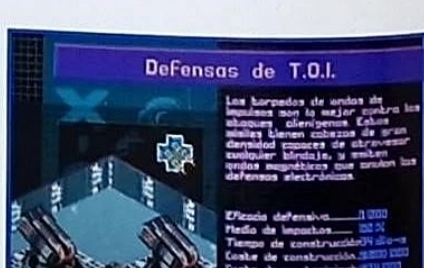 Defensas de T.O.I.
Los torpedos de ondas de
impulsos son lo mejor contra los
ataques alienígenas. Estos
misiles tienen cabezas de gran
densidad capaces de atravesar
cualquier blindaje, y emiten
ondas magnéticas que anulan las
defensas electrónicas.
Eficacia defensiva
Media de impactos
Tiempo de construcción
Coste de construcción